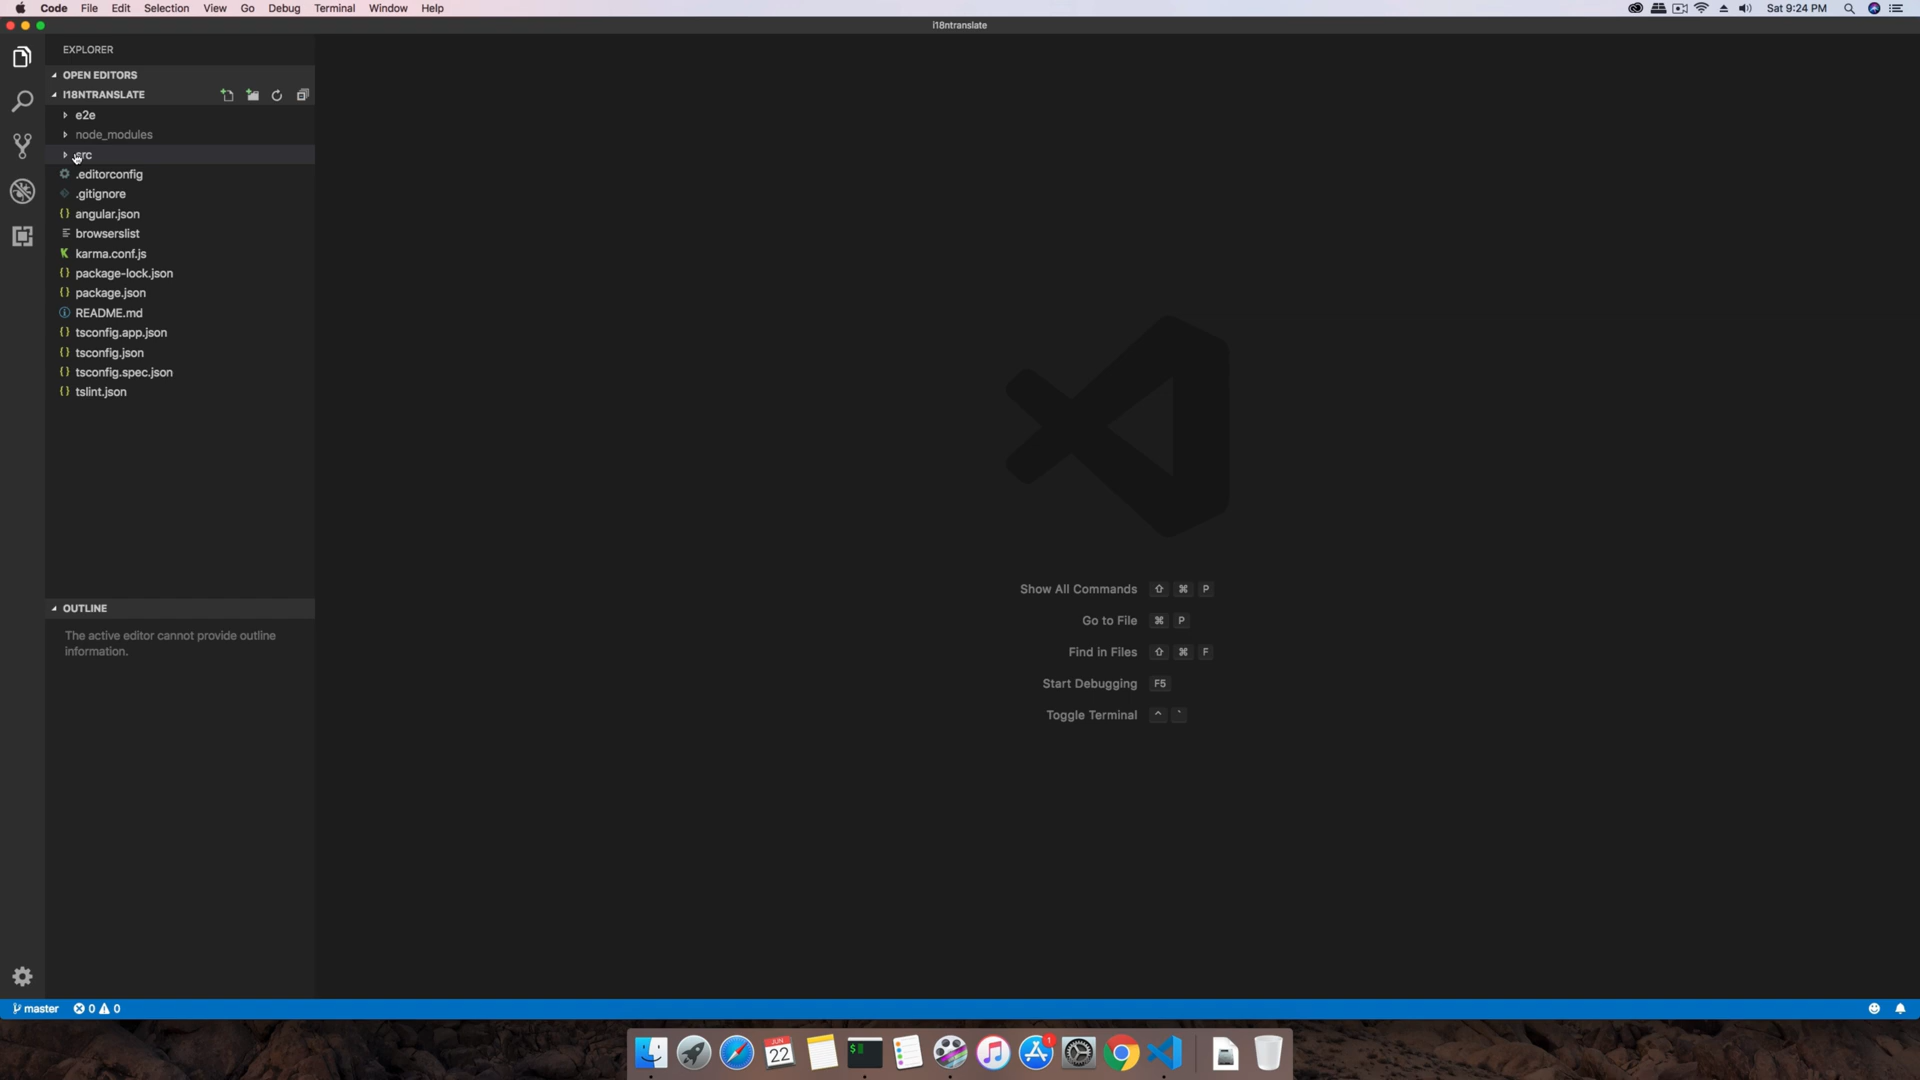 Code File Edit Selection View Go Debug Terminal Window Help
Sat 9:24 PM
i18ntranslate
EXPLORER
OPEN EDITORS
I18NTRANSLATE
e2e
node_modules
src
.editorconfig
.gitignore
angular.json
browserslist
karma.conf.js
package-lock.json
package.json
README.md
tsconfig.app.json
tsconfig.json
tsconfig.spec.json
tslint.json
OUTLINE
The active editor cannot provide outline
information.
Show All Commands ⇧ ⌘ P
Go to File ⌘ P
Find in Files ⇧ ⌘ F
Start Debugging F5
Toggle Terminal ^ `
master 0 0
JUN
22
1